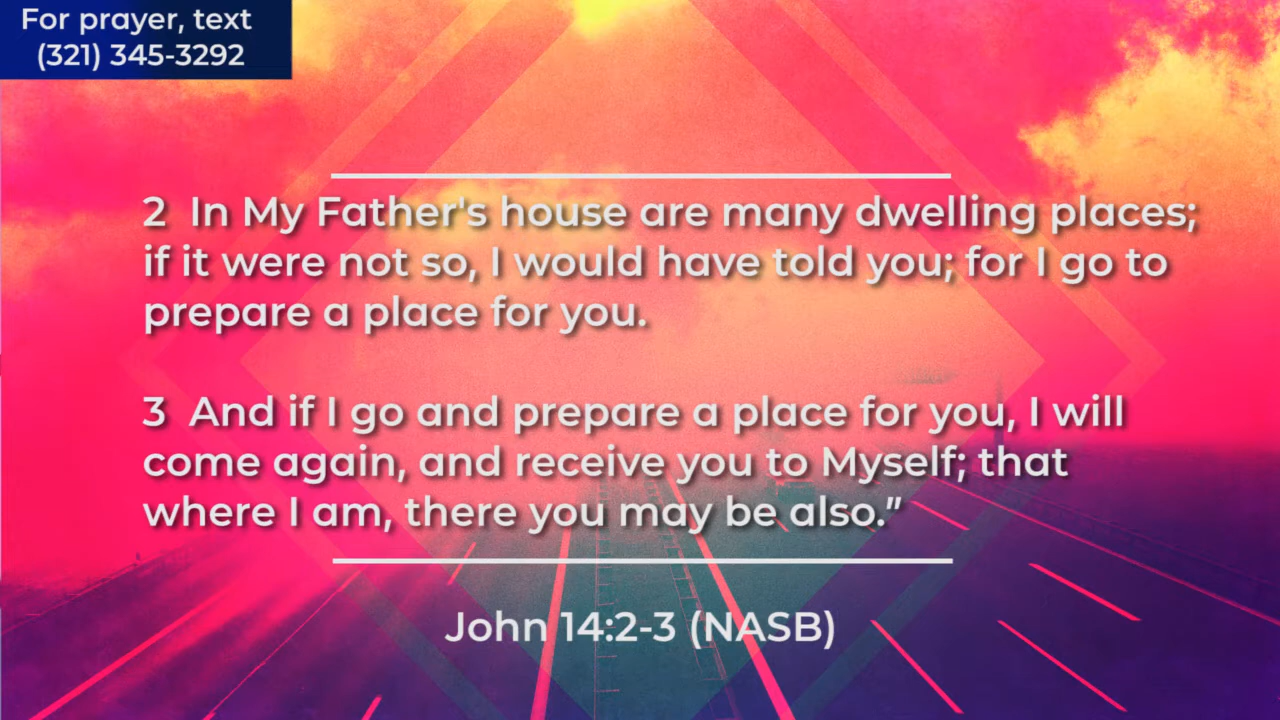 For prayer, text
(321) 345-3292
2 In My Father's house are many dwelling places;
if it were not so, I would have told you; for I go to
prepare a place for you.
3 And if I go and prepare a place for you, I will
come again, and receive you to Myself; that
where I am, there you may be also.”
John 14:2-3 (NASB)